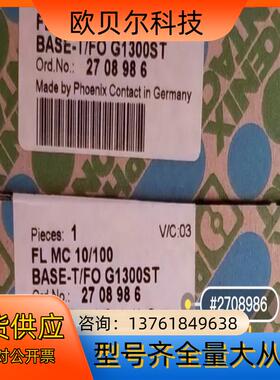 欧贝尔科技
BASE-T/FO G1300ST
Ord.No.: 27 08 98 6
Made by Phoenix Contact in Germany
Pieces: 1
V/C:03
FL MC 10/100
BASE-T/FO G1300ST
Ord.No.: 27 08 98 6
#2708986
咨询:13761849638
型号齐全量大从